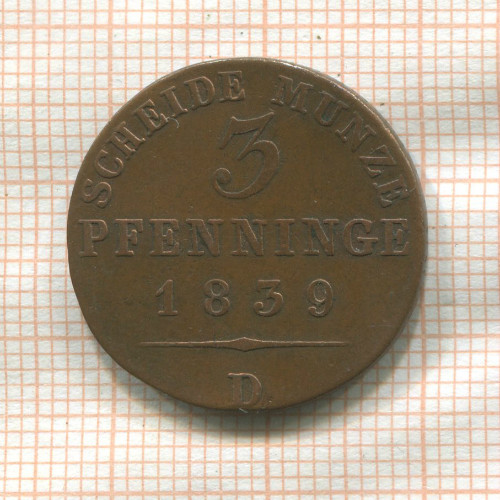 SCHEIDE MUNZE
3
PFENNINGE
1839
D